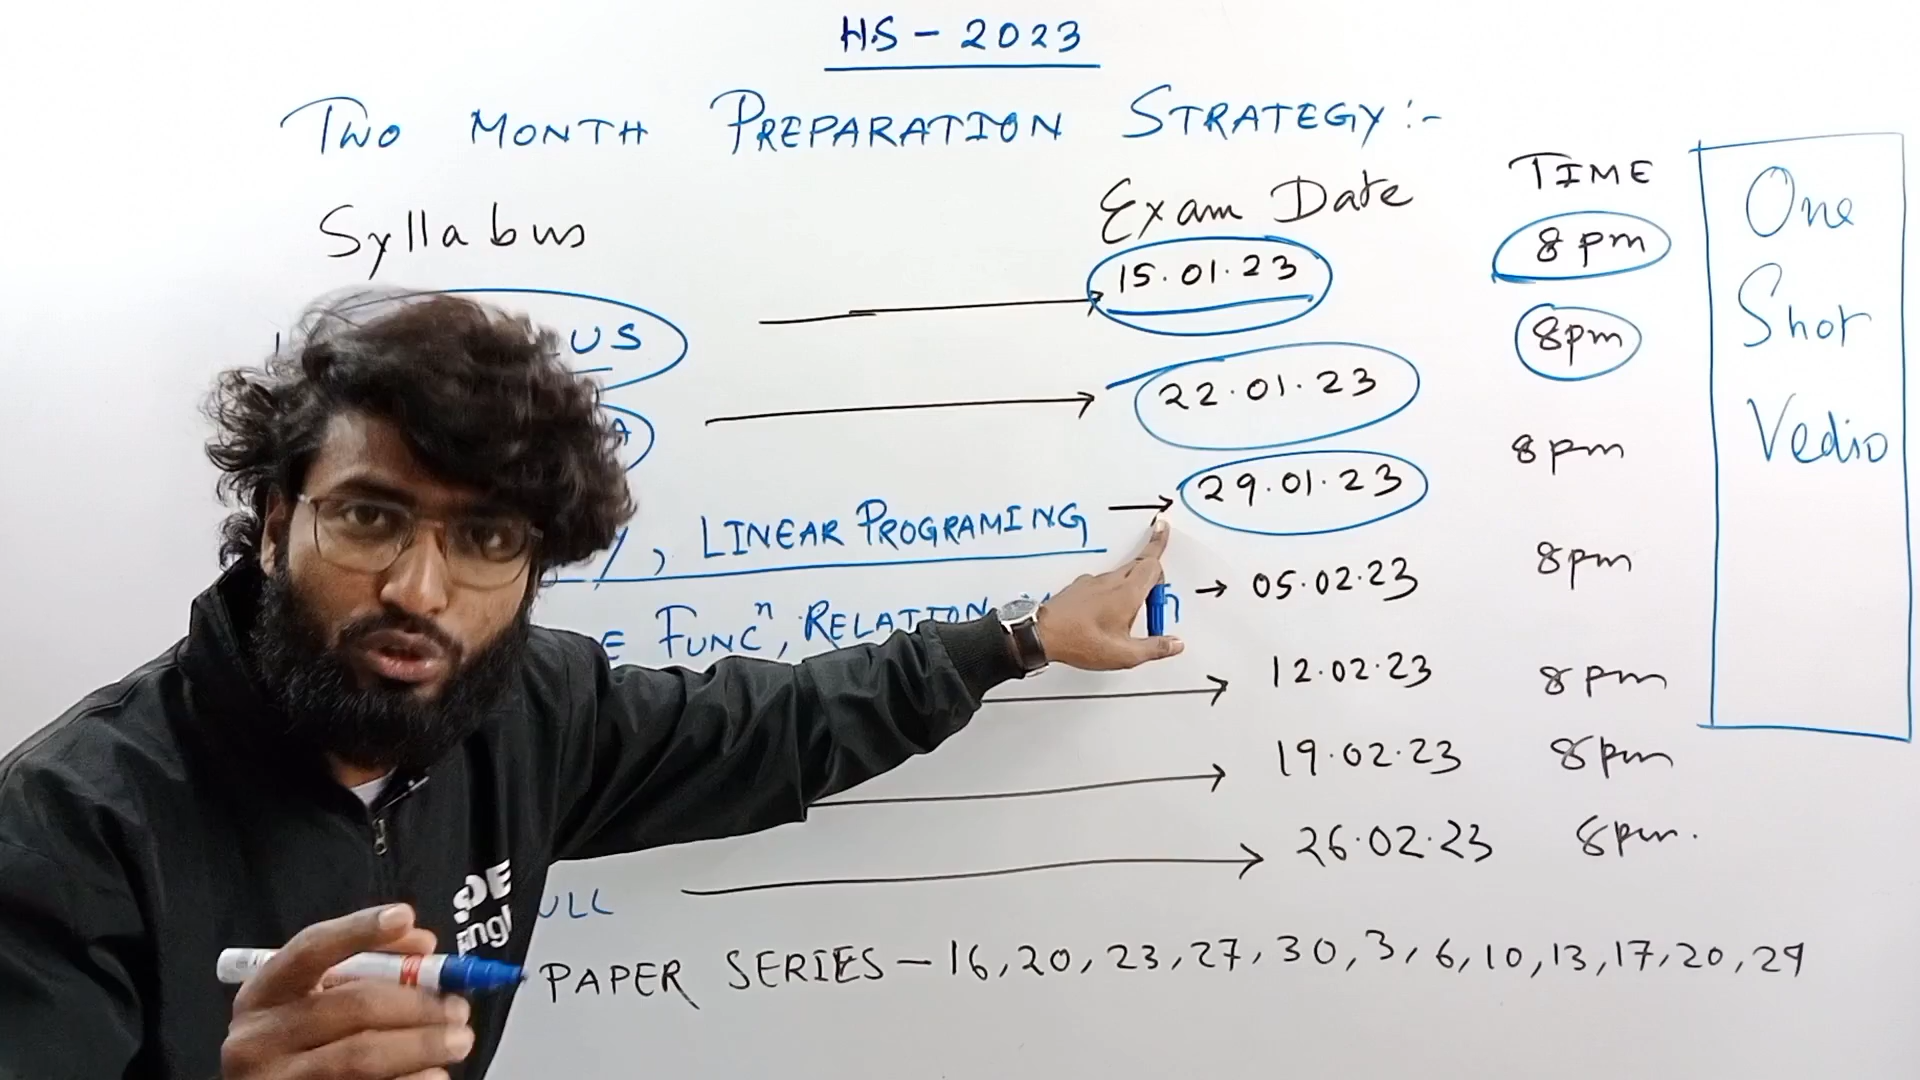 HS - 2023
TWO MONTH PREPARATION STRATEGY :-
Syllabus Exam Date TIME
US 15.01.23 8pm
A 22.01.23 8pm
Y, LINEAR PROGRAMING 29.01.23 8pm
E FUNCⁿ, RELATION 05.02.23 8pm
12.02.23 8pm
19.02.23 8pm
ULL 26.02.23 8pm.
PAPER SERIES - 16, 20, 23, 27, 30, 3, 6, 10, 13, 17, 20, 29
One
Shot
Vedio